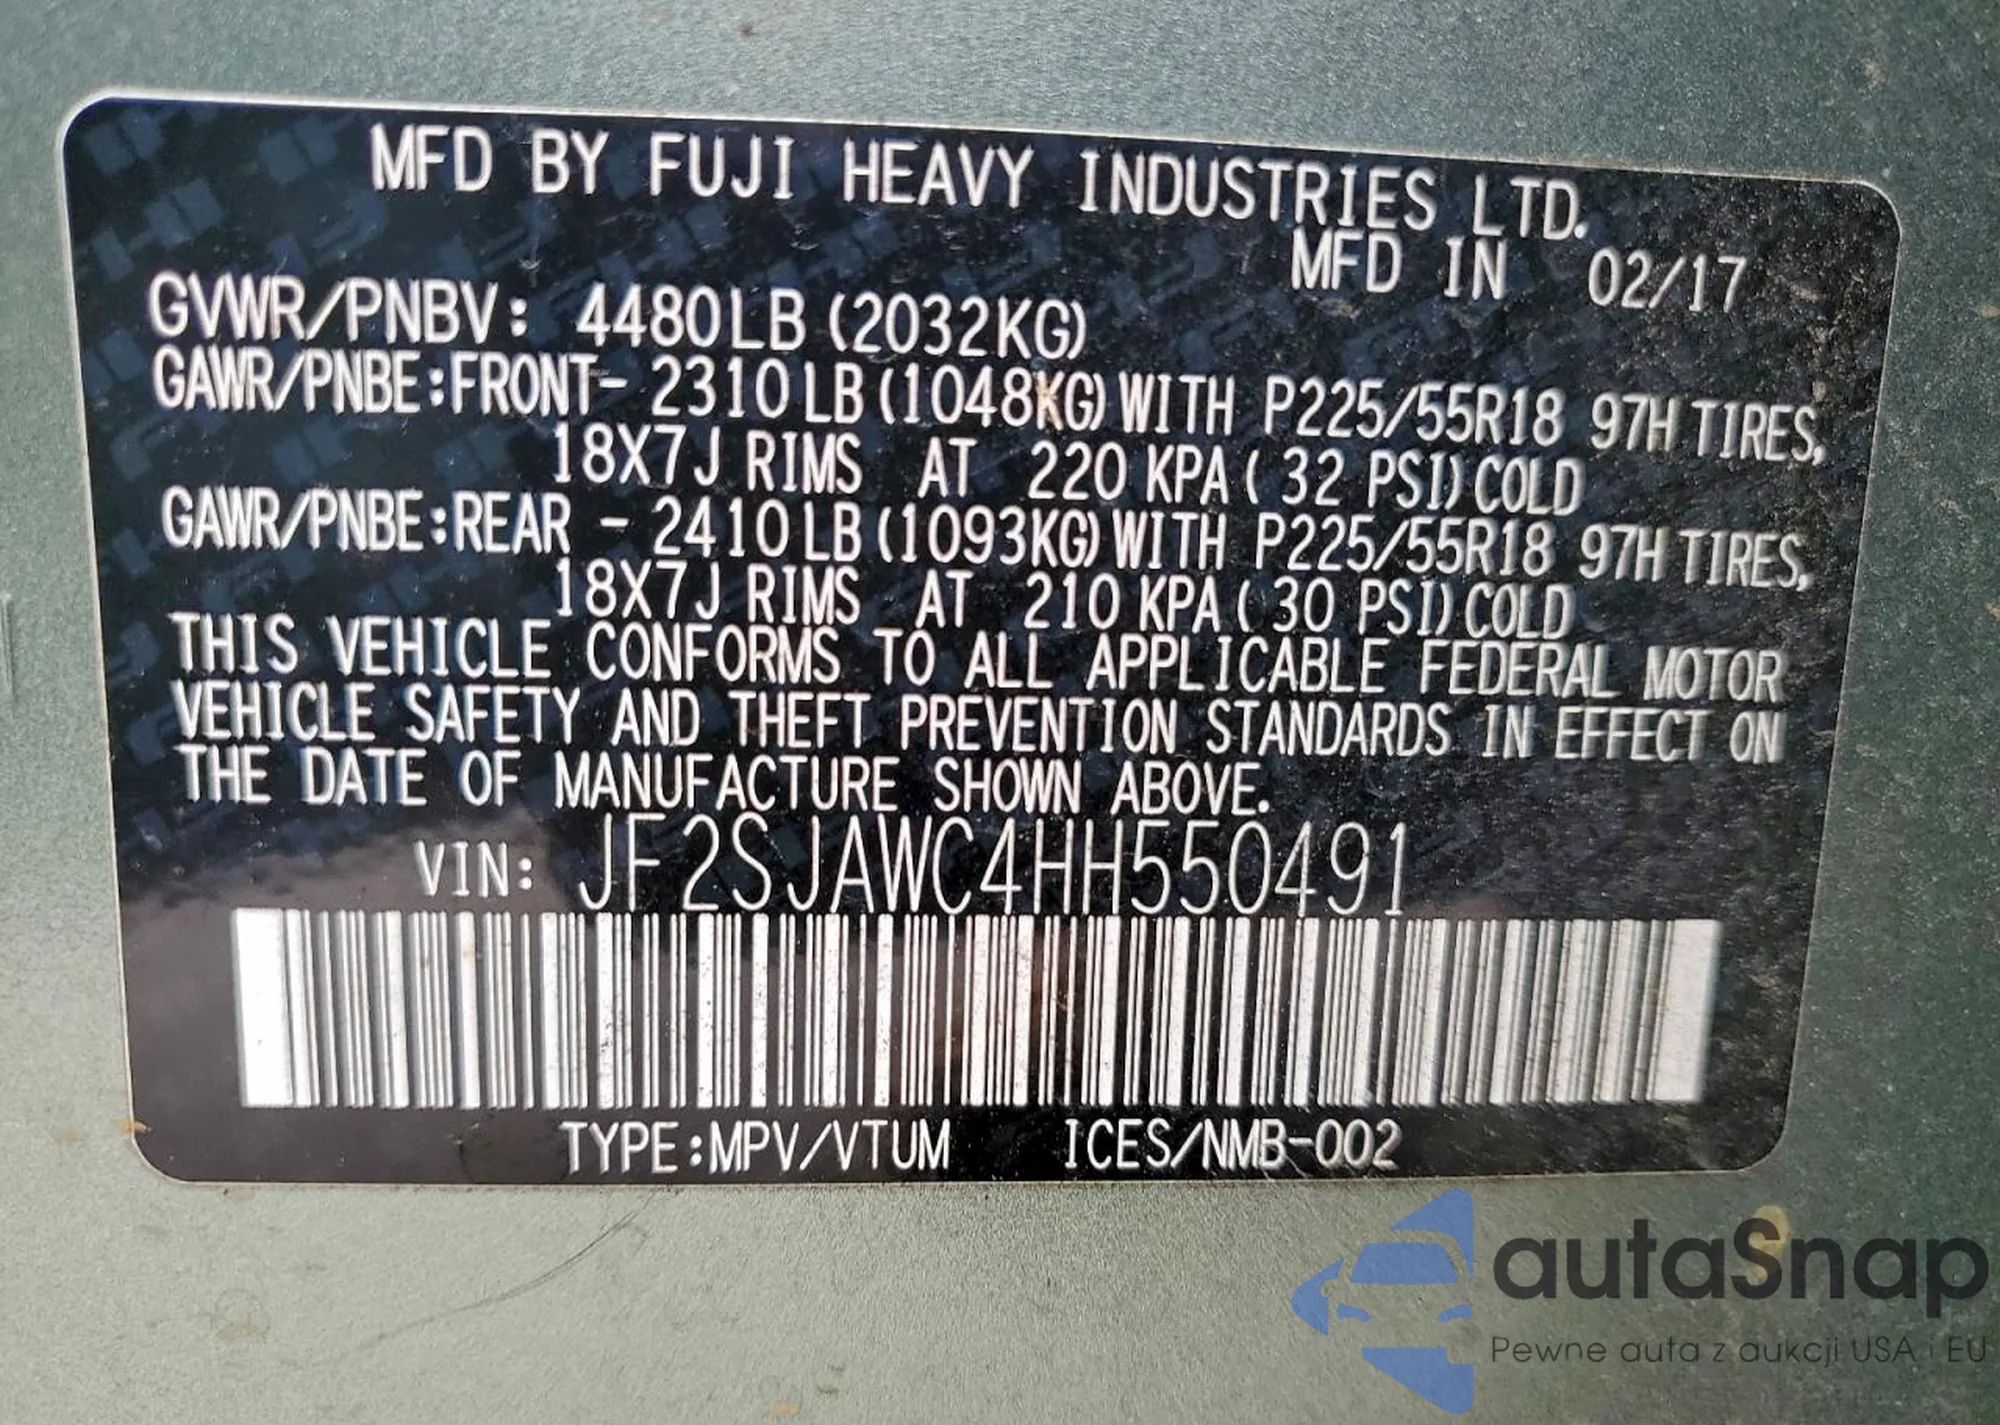 MFD BY FUJI HEAVY INDUSTRIES LTD.
MFD IN 02/17
GVWR/PNBV: 4480LB (2032KG)
GAWR/PNBE:FRONT- 2310LB(1048KG)WITH P225/55R18 97H TIRES,
18X7J RIMS AT 220 KPA( 32 PSI)COLD
GAWR/PNBE:REAR - 2410LB(1093KG)WITH P225/55R18 97H TIRES,
18X7J RIMS AT 210 KPA( 30 PSI)COLD
THIS VEHICLE CONFORMS TO ALL APPLICABLE FEDERAL MOTOR
VEHICLE SAFETY AND THEFT PREVENTION STANDARDS IN EFFECT ON
THE DATE OF MANUFACTURE SHOWN ABOVE.
VIN: JF2SJAWC4HH550491
TYPE:MPV/VTUM ICES/NMB-002
autaSnap
Pewne auta z aukcji USA i EU